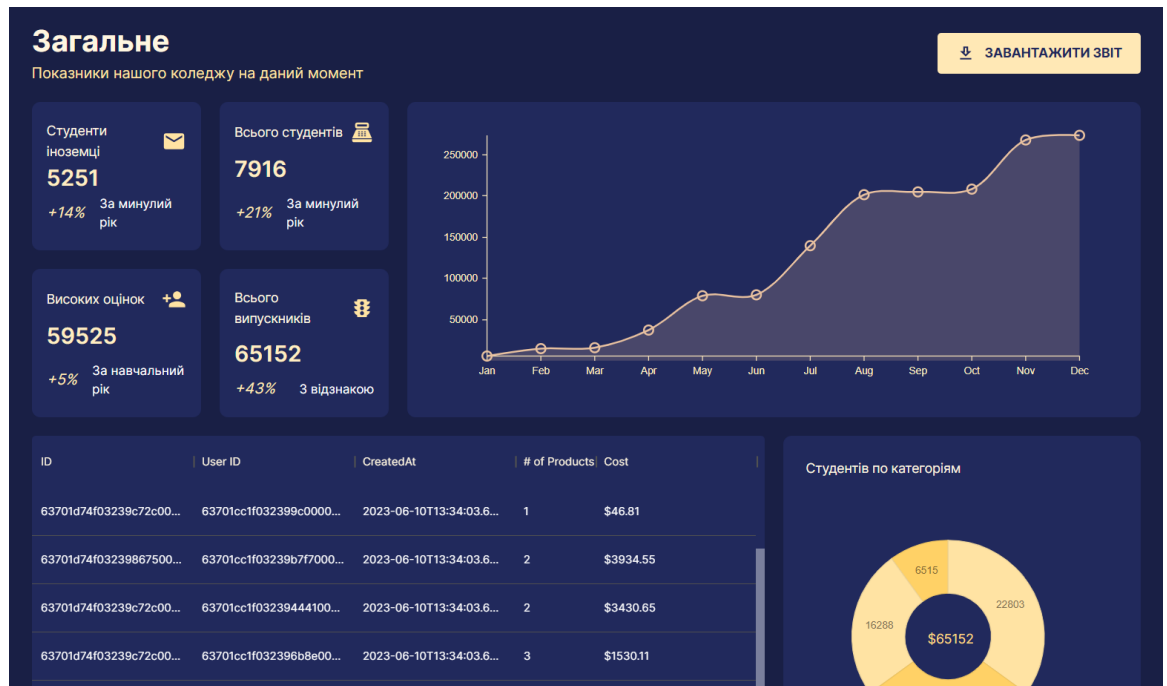 Загальне
Показники нашого коледжу на даний момент
ЗАВАНТАЖИТИ ЗВІТ
Студенти
іноземці
5251
+14%
За минулий
рік
Всього студентів
7916
+21%
За минулий
рік
Високих оцінок
59525
+5%
За навчальний
рік
Всього
випускників
65152
+43%
З відзнакою
250000
200000
150000
100000
50000
Jan Feb Mar Apr May Jun Jul Aug Sep Oct Nov Dec
ID User ID CreatedAt # of Products Cost
63701d74f03239c72c00... 63701cc1f032399c0000... 2023-06-10T13:34:03.6... 1 $46.81
63701d74f03239867500... 63701cc1f03239b7f7000... 2023-06-10T13:34:03.6... 2 $3934.55
63701d74f03239c72c00... 63701cc1f03239444100... 2023-06-10T13:34:03.6... 2 $3430.65
63701d74f03239c72c00... 63701cc1f032396b8e00... 2023-06-10T13:34:03.6... 3 $1530.11
Студентів по категоріям
6515
22803
16288
$65152